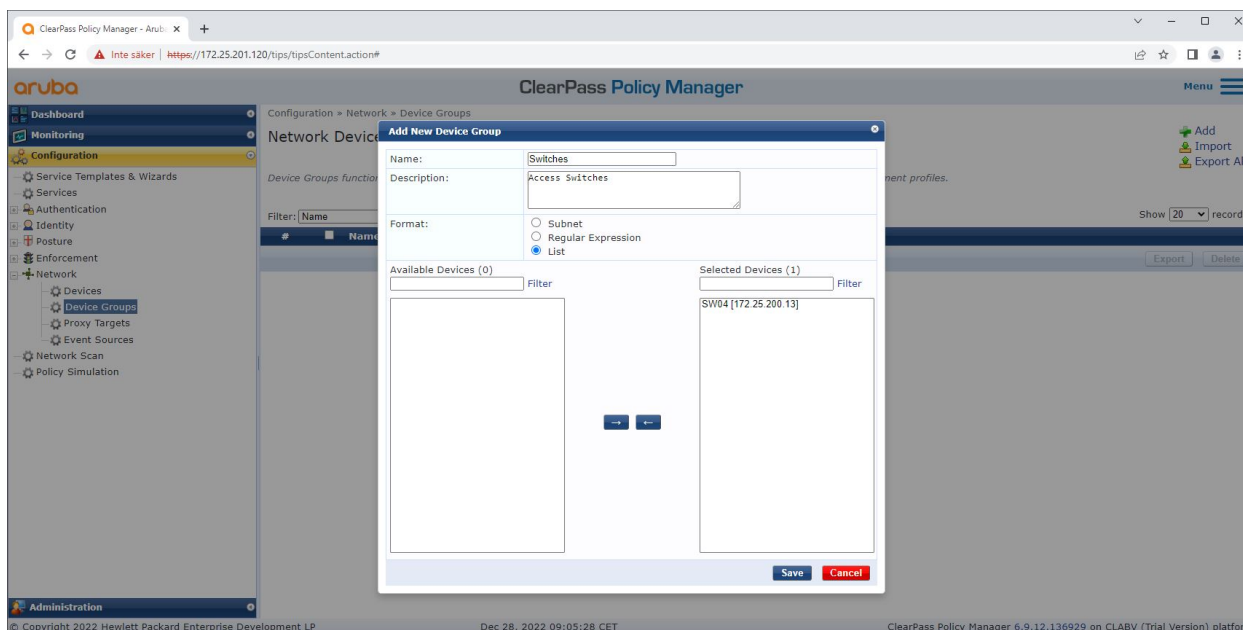 ClearPass Policy Manager - Aruba
Inte säker | https://172.25.201.120/tips/tipsContent.action#
aruba
ClearPass Policy Manager
Menu
Dashboard
Monitoring
Configuration
Service Templates & Wizards
Services
Authentication
Identity
Posture
Enforcement
Network
Devices
Device Groups
Proxy Targets
Event Sources
Network Scan
Policy Simulation
Administration
Configuration » Network » Device Groups
Network Device
Add
Import
Export Al
Device Groups function
ment profiles.
Filter: Name
Show 20 record
# Name
Export Delete
Add New Device Group
Name: Switches
Description: Access Switches
Format: Subnet
Regular Expression
List
Available Devices (0)
Filter
Selected Devices (1)
Filter
SW04 [172.25.200.13]
→ ←
Save Cancel
© Copyright 2022 Hewlett Packard Enterprise Development LP
Dec 28, 2022 09:05:28 CET
ClearPass Policy Manager 6.9.12.136929 on CLABV (Trial Version) platfor